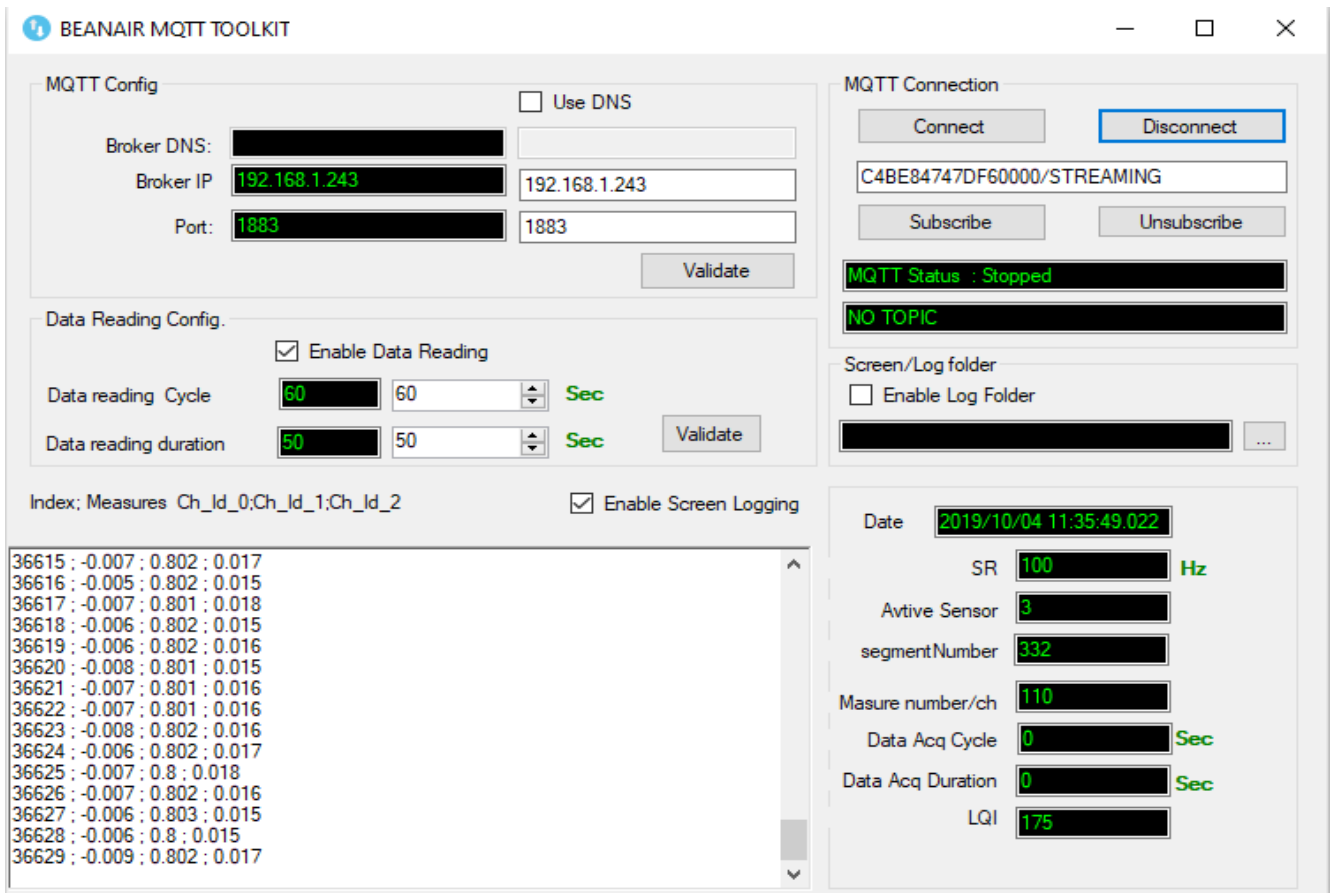 BEANAIR MQTT TOOLKIT
MQTT Config
Use DNS
Broker DNS:
Broker IP 192.168.1.243 192.168.1.243
Port: 1883 1883
Validate
MQTT Connection
Connect Disconnect
C4BE84747DF60000/STREAMING
Subscribe Unsubscribe
MQTT Status : Stopped
NO TOPIC
Data Reading Config.
Enable Data Reading
Data reading Cycle 60 60 Sec
Data reading duration 50 50 Sec Validate
Screen/Log folder
Enable Log Folder
...
Index; Measures Ch_Id_0;Ch_Id_1;Ch_Id_2 Enable Screen Logging
36615 ; -0.007 ; 0.802 ; 0.017
36616 ; -0.005 ; 0.802 ; 0.015
36617 ; -0.007 ; 0.801 ; 0.018
36618 ; -0.006 ; 0.802 ; 0.015
36619 ; -0.006 ; 0.802 ; 0.016
36620 ; -0.008 ; 0.801 ; 0.015
36621 ; -0.007 ; 0.801 ; 0.016
36622 ; -0.007 ; 0.801 ; 0.016
36623 ; -0.008 ; 0.802 ; 0.016
36624 ; -0.006 ; 0.802 ; 0.017
36625 ; -0.007 ; 0.8 ; 0.018
36626 ; -0.007 ; 0.802 ; 0.016
36627 ; -0.006 ; 0.803 ; 0.015
36628 ; -0.006 ; 0.8 ; 0.015
36629 ; -0.009 ; 0.802 ; 0.017
Date 2019/10/04 11:35:49.022
SR 100 Hz
Avtive Sensor 3
segmentNumber 332
Masure number/ch 110
Data Acq Cycle 0 Sec
Data Acq Duration 0 Sec
LQI 175